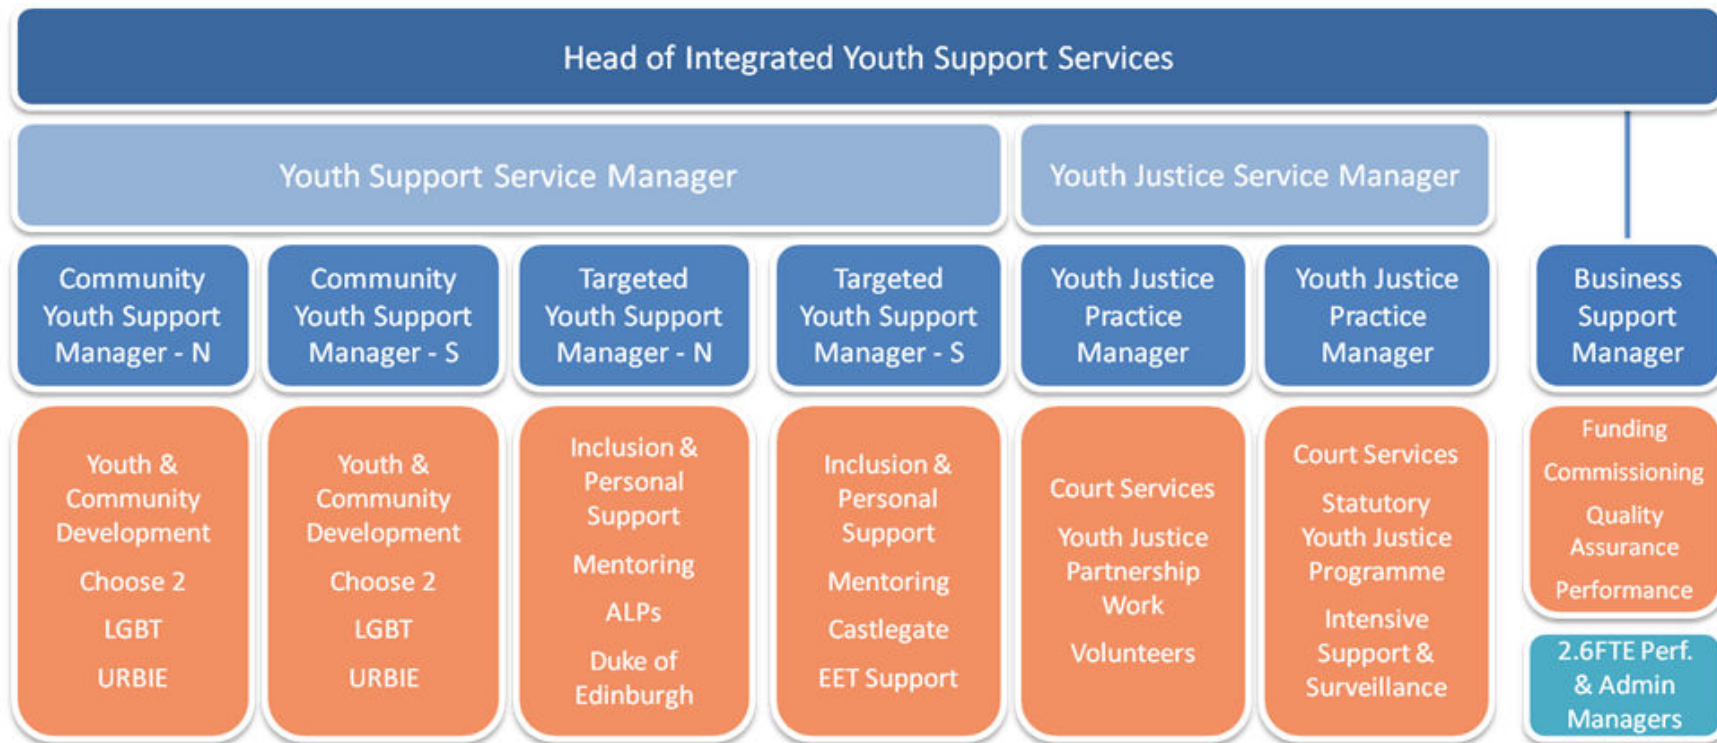 Head of Integrated Youth Support Services
Youth Support Service Manager
Youth Justice Service Manager
Community
Youth Support
Manager - N
Community
Youth Support
Manager - S
Targeted
Youth Support
Manager - N
Targeted
Youth Support
Manager - S
Youth Justice
Practice
Manager
Youth Justice
Practice
Manager
Business
Support
Manager
Youth &
Community
Development
Choose 2
LGBT
URBIE
Youth &
Community
Development
Choose 2
LGBT
URBIE
Inclusion &
Personal
Support
Mentoring
ALPs
Duke of
Edinburgh
Inclusion &
Personal
Support
Mentoring
Castlegate
EET Support
Court Services
Youth Justice
Partnership
Work
Volunteers
Court Services
Statutory
Youth Justice
Programme
Intensive
Support &
Surveillance
Funding
Commissioning
Quality
Assurance
Performance
2.6FTE Perf.
& Admin
Managers